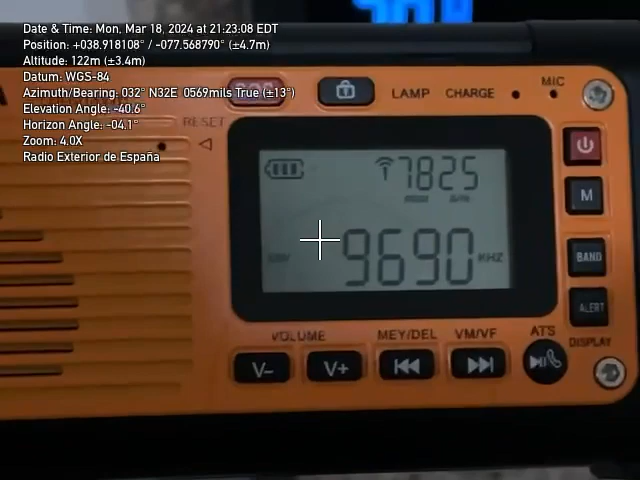 Date & Time: Mon, Mar 18, 2024 at 21:23:08 EDT
Position: +038.918108° / -077.568790° (±4.7m)
Altitude: 122m (±3.4m)
Datum: WGS-84
Azimuth/Bearing: 032° N32E 0569mils True (±13°)
Elevation Angle: -40.6°
Horizon Angle: -04.1°
Zoom: 4.0X
Radio Exterior de España
LAMP CHARGE MIC
RESET
7825
9690 KHZ
M
BAND
ALERT
VOLUME MEY/DEL VM/VF ATS DISPLAY
V- V+